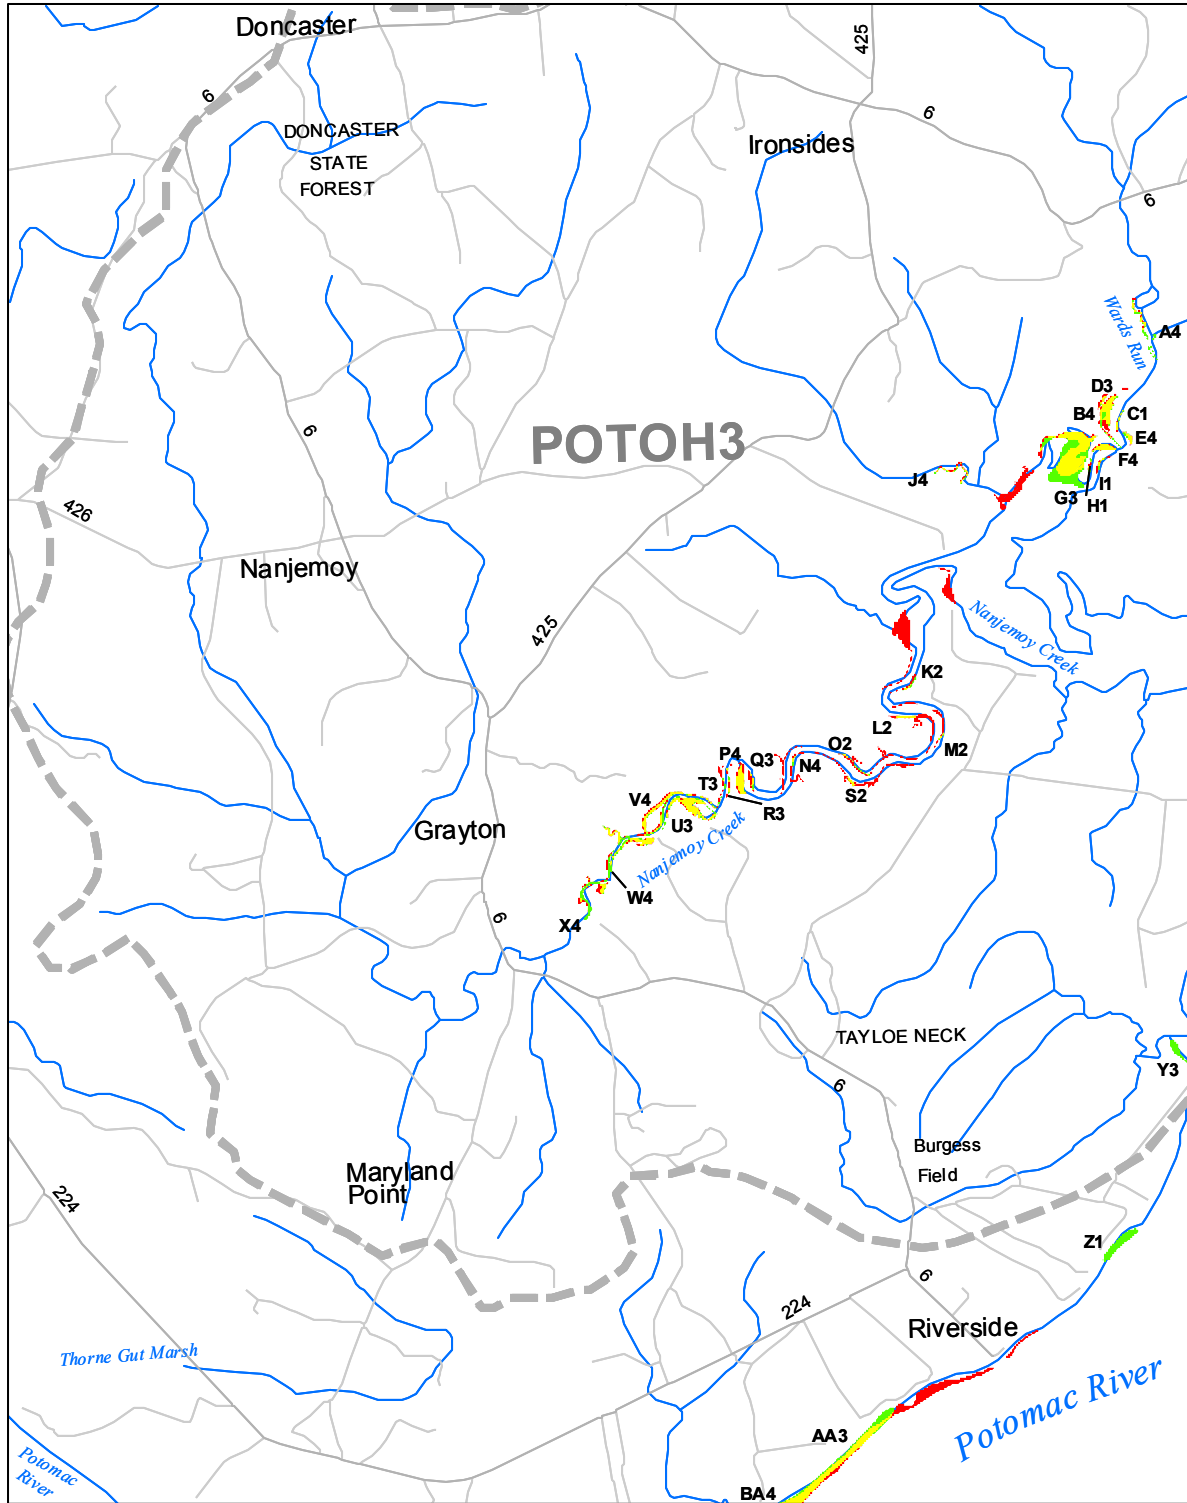 Doncaster
425
6
6
DONCASTER
STATE
FOREST
Ironsides
6
Wards Run
A4
D3
B4
C1
E4
F4
6
POTOH3
J4
I1
G3
H1
426
Nanjemoy
Nanjemoy Creek
425
K2
L2
M2
O2
P4
Q3
N4
T3
S2
V4
R3
U3
Grayton
Nanjemoy Creek
W4
X4
6
TAYLOE NECK
Y3
6
Burgess
Field
Maryland
Point
224
Z1
6
224
Riverside
Thorne Gut Marsh
Potomac River
AA3
Potomac
River
BA4